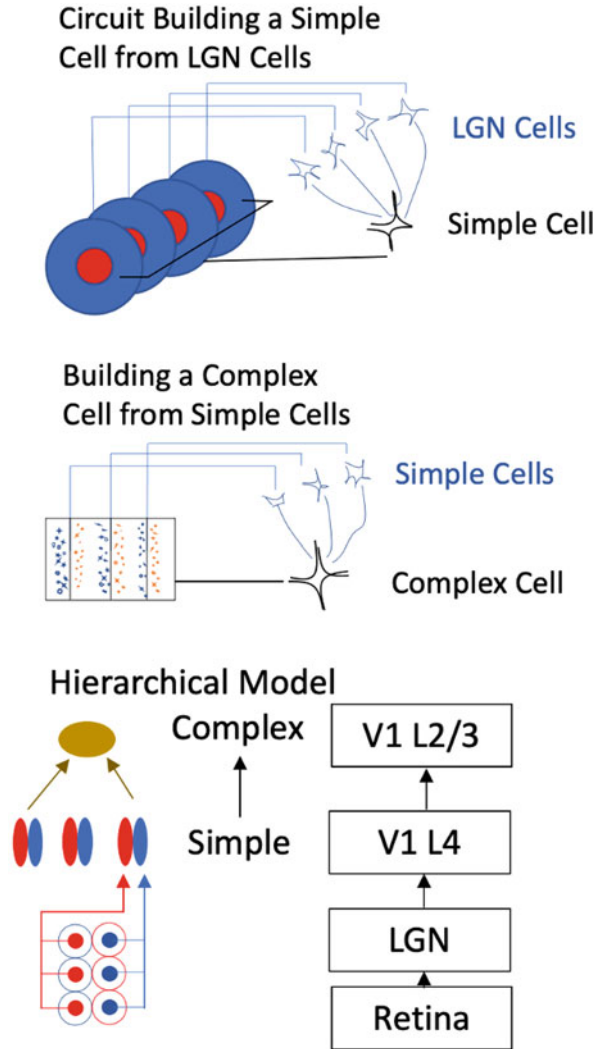 Circuit Building a Simple
Cell from LGN Cells
LGN Cells
Simple Cell
Building a Complex
Cell from Simple Cells
Simple Cells
Complex Cell
Hierarchical Model
Complex
V1 L2/3
Simple
V1 L4
LGN
Retina